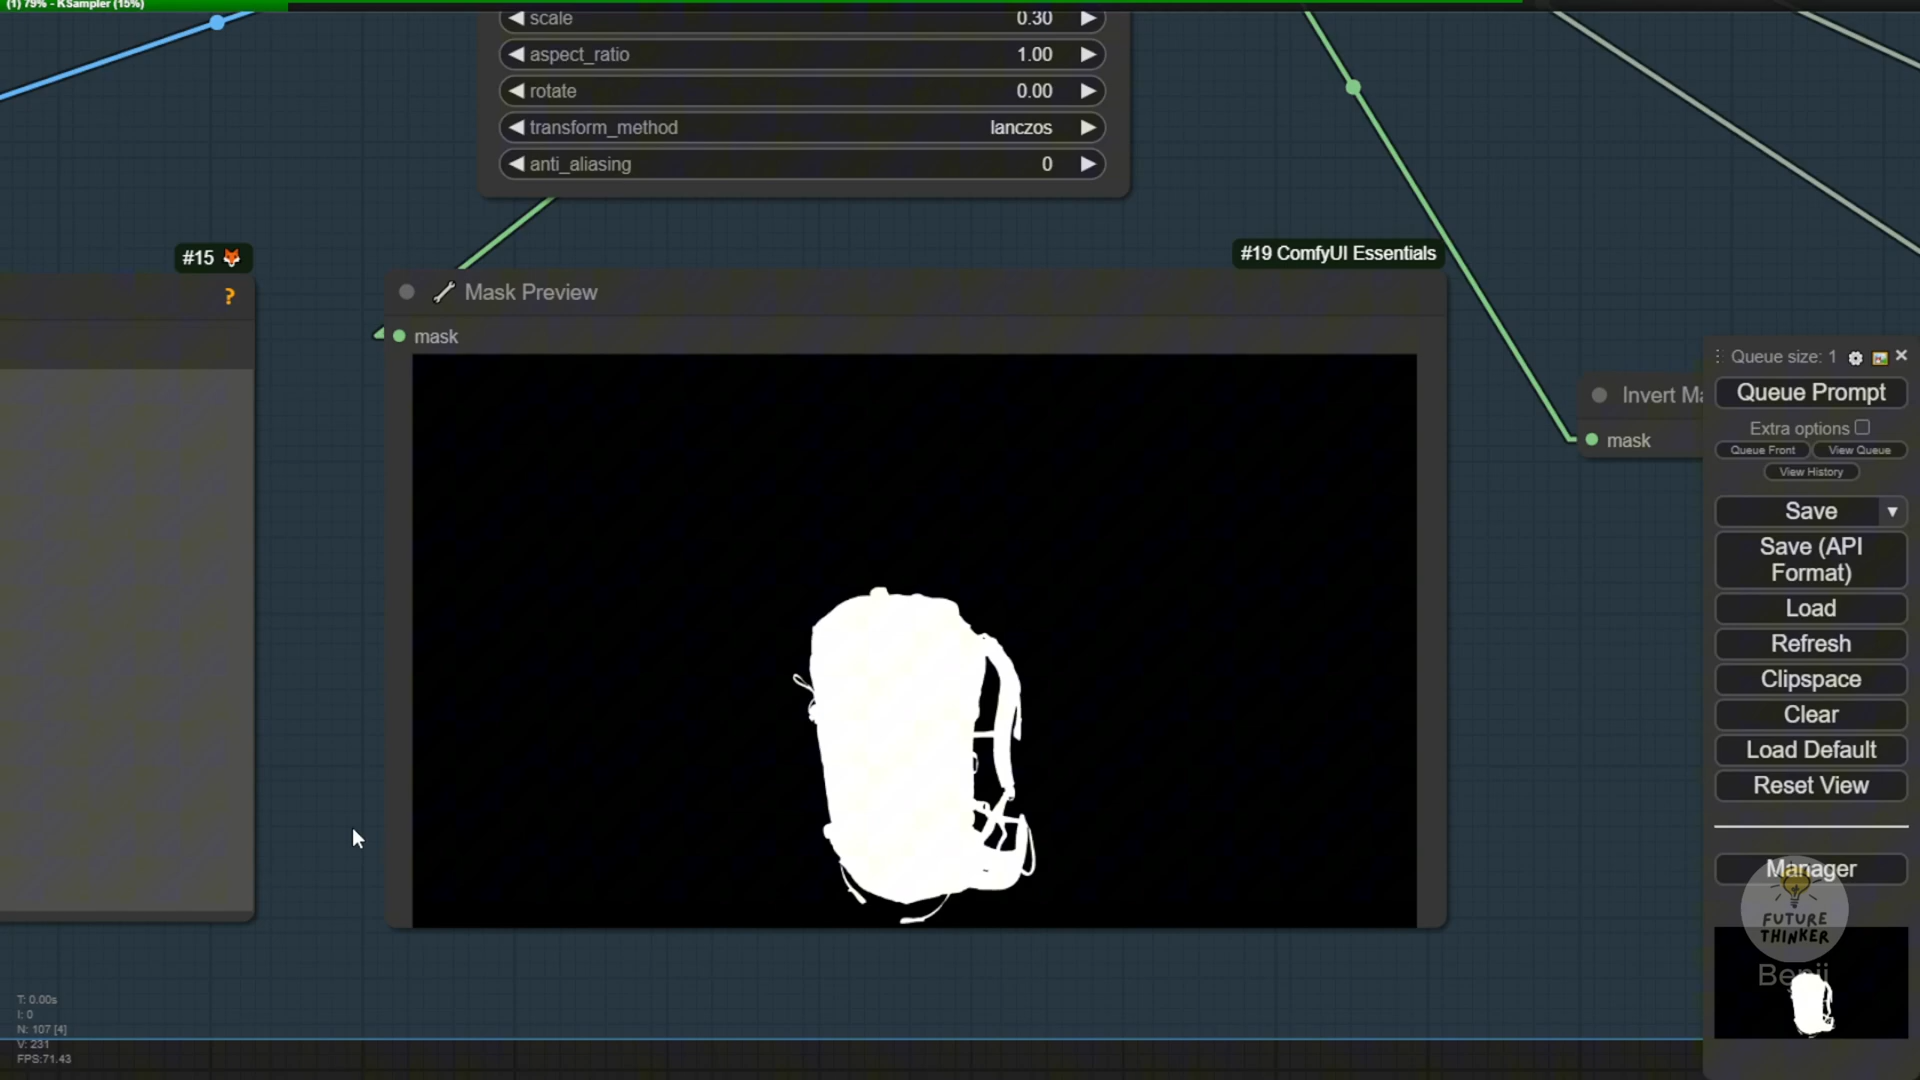 (1) 79% - KSampler (15%)
scale 0.30
aspect_ratio 1.00
rotate 0.00
transform_method lanczos
anti_aliasing 0
#15
?
#19 ComfyUI Essentials
Mask Preview
mask
Invert Ma
mask
Queue size: 1
Queue Prompt
Extra options
Queue Front View Queue
View History
Save
Save (API
Format)
Load
Refresh
Clipspace
Clear
Load Default
Reset View
Manager
FUTURE
THINKER
Benji
T: 0.00s
I: 0
N: 107 [4]
V: 231
FPS:71.43